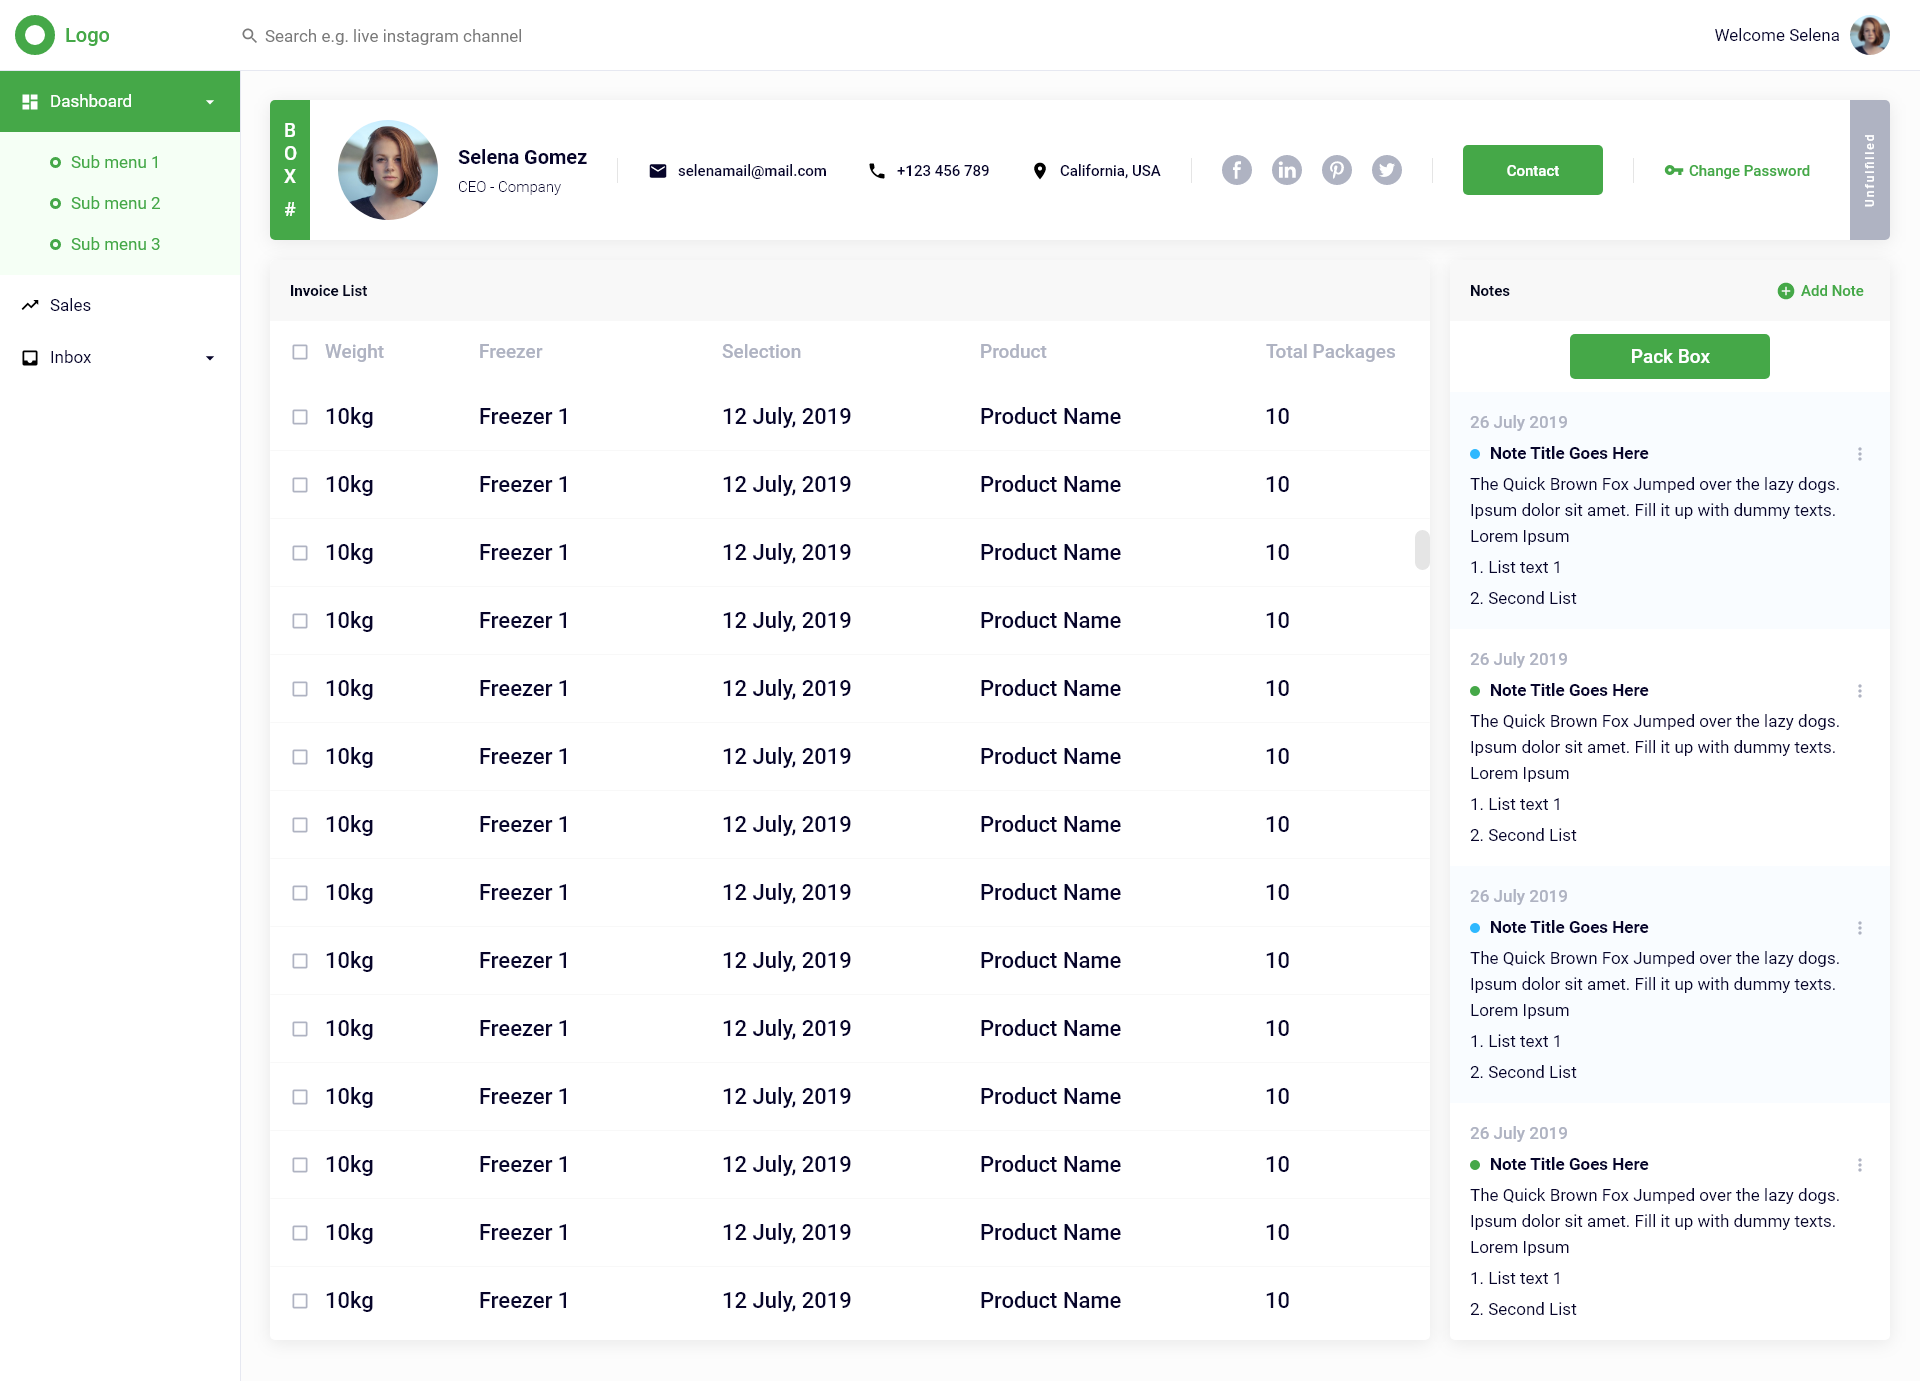 Logo
Search e.g. live instagram channel
Welcome Selena
Dashboard
Sub menu 1
Sub menu 2
Sub menu 3
Sales
Inbox
BOX #
Selena Gomez
CEO - Company
selenamail@mail.com
+123 456 789
California, USA
Contact
Change Password
Unfulfilled
Invoice List
Weight Freezer Selection Product Total Packages
10kg Freezer 1 12 July, 2019 Product Name 10
10kg Freezer 1 12 July, 2019 Product Name 10
10kg Freezer 1 12 July, 2019 Product Name 10
10kg Freezer 1 12 July, 2019 Product Name 10
10kg Freezer 1 12 July, 2019 Product Name 10
10kg Freezer 1 12 July, 2019 Product Name 10
10kg Freezer 1 12 July, 2019 Product Name 10
10kg Freezer 1 12 July, 2019 Product Name 10
10kg Freezer 1 12 July, 2019 Product Name 10
10kg Freezer 1 12 July, 2019 Product Name 10
10kg Freezer 1 12 July, 2019 Product Name 10
10kg Freezer 1 12 July, 2019 Product Name 10
10kg Freezer 1 12 July, 2019 Product Name 10
10kg Freezer 1 12 July, 2019 Product Name 10
Notes
Add Note
Pack Box
26 July 2019
Note Title Goes Here
The Quick Brown Fox Jumped over the lazy dogs.
Ipsum dolor sit amet. Fill it up with dummy texts.
Lorem Ipsum
1. List text 1
2. Second List
26 July 2019
Note Title Goes Here
The Quick Brown Fox Jumped over the lazy dogs.
Ipsum dolor sit amet. Fill it up with dummy texts.
Lorem Ipsum
1. List text 1
2. Second List
26 July 2019
Note Title Goes Here
The Quick Brown Fox Jumped over the lazy dogs.
Ipsum dolor sit amet. Fill it up with dummy texts.
Lorem Ipsum
1. List text 1
2. Second List
26 July 2019
Note Title Goes Here
The Quick Brown Fox Jumped over the lazy dogs.
Ipsum dolor sit amet. Fill it up with dummy texts.
Lorem Ipsum
1. List text 1
2. Second List